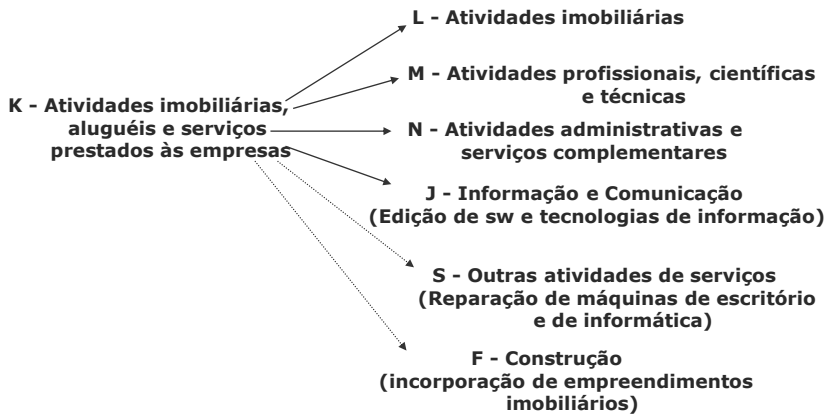 L - Atividades imobiliárias
M - Atividades profissionais, científicas
e técnicas
K - Atividades imobiliárias,
aluguéis e serviços
prestados às empresas
N - Atividades administrativas e
serviços complementares
J - Informação e Comunicação
(Edição de sw e tecnologias de informação)
S - Outras atividades de serviços
(Reparação de máquinas de escritório
e de informática)
F - Construção
(incorporação de empreendimentos
imobiliários)